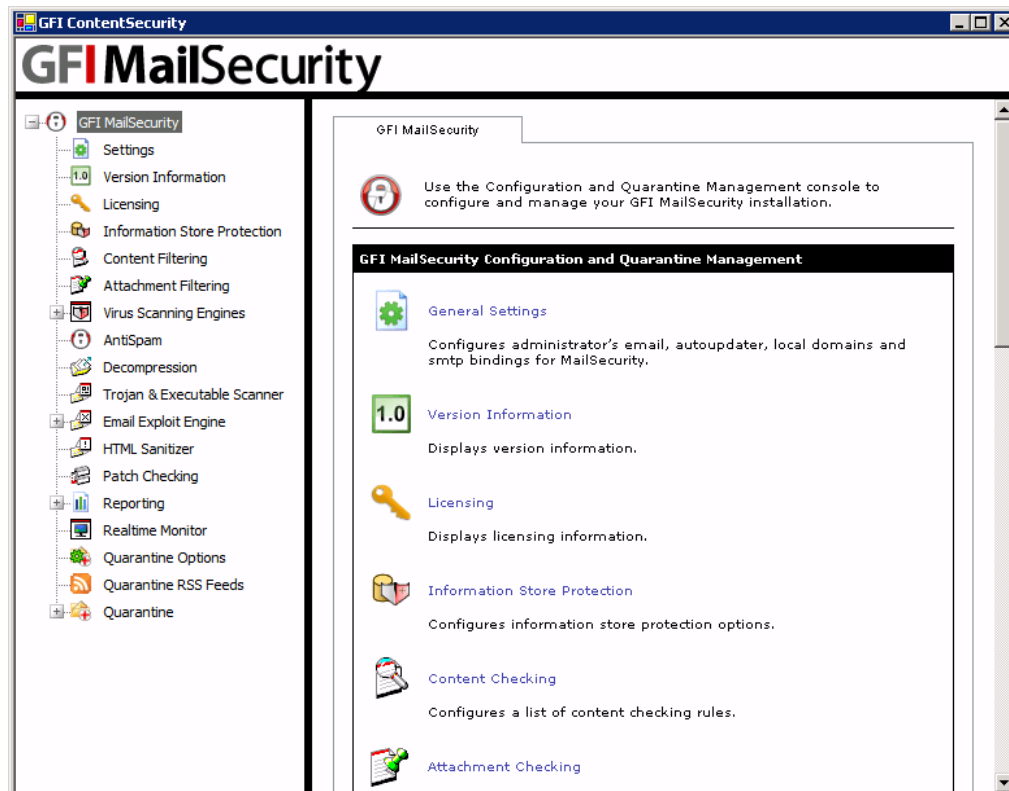 GFI ContentSecurity
GFI MailSecurity
GFI MailSecurity
Settings
1.0 Version Information
Licensing
Information Store Protection
Content Filtering
Attachment Filtering
Virus Scanning Engines
AntiSpam
Decompression
Trojan & Executable Scanner
Email Exploit Engine
HTML Sanitizer
Patch Checking
Reporting
Realtime Monitor
Quarantine Options
Quarantine RSS Feeds
Quarantine
GFI MailSecurity
Use the Configuration and Quarantine Management console to
configure and manage your GFI MailSecurity installation.
GFI MailSecurity Configuration and Quarantine Management
General Settings
Configures administrator's email, autoupdater, local domains and
smtp bindings for MailSecurity.
1.0 Version Information
Displays version information.
Licensing
Displays licensing information.
Information Store Protection
Configures information store protection options.
Content Checking
Configures a list of content checking rules.
Attachment Checking